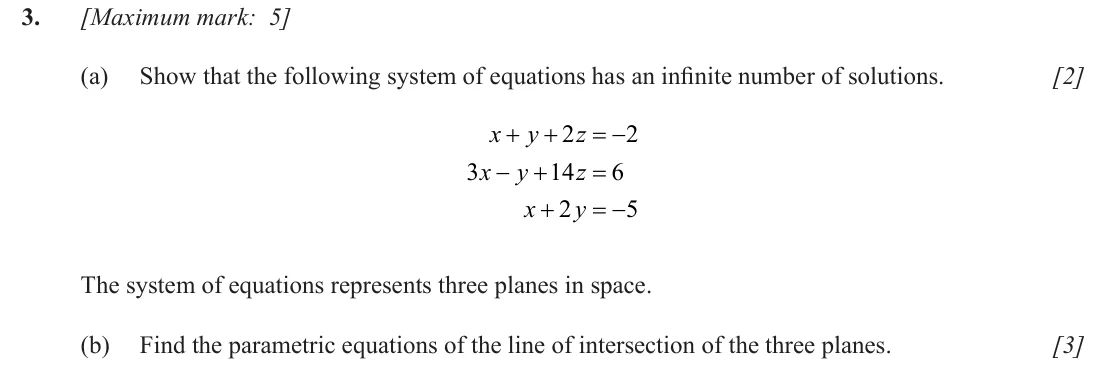 3. [Maximum mark: 5]
(a) Show that the following system of equations has an infinite number of solutions. [2]
x + y + 2z = −2
3x − y + 14z = 6
x + 2y = −5
The system of equations represents three planes in space.
(b) Find the parametric equations of the line of intersection of the three planes. [3]